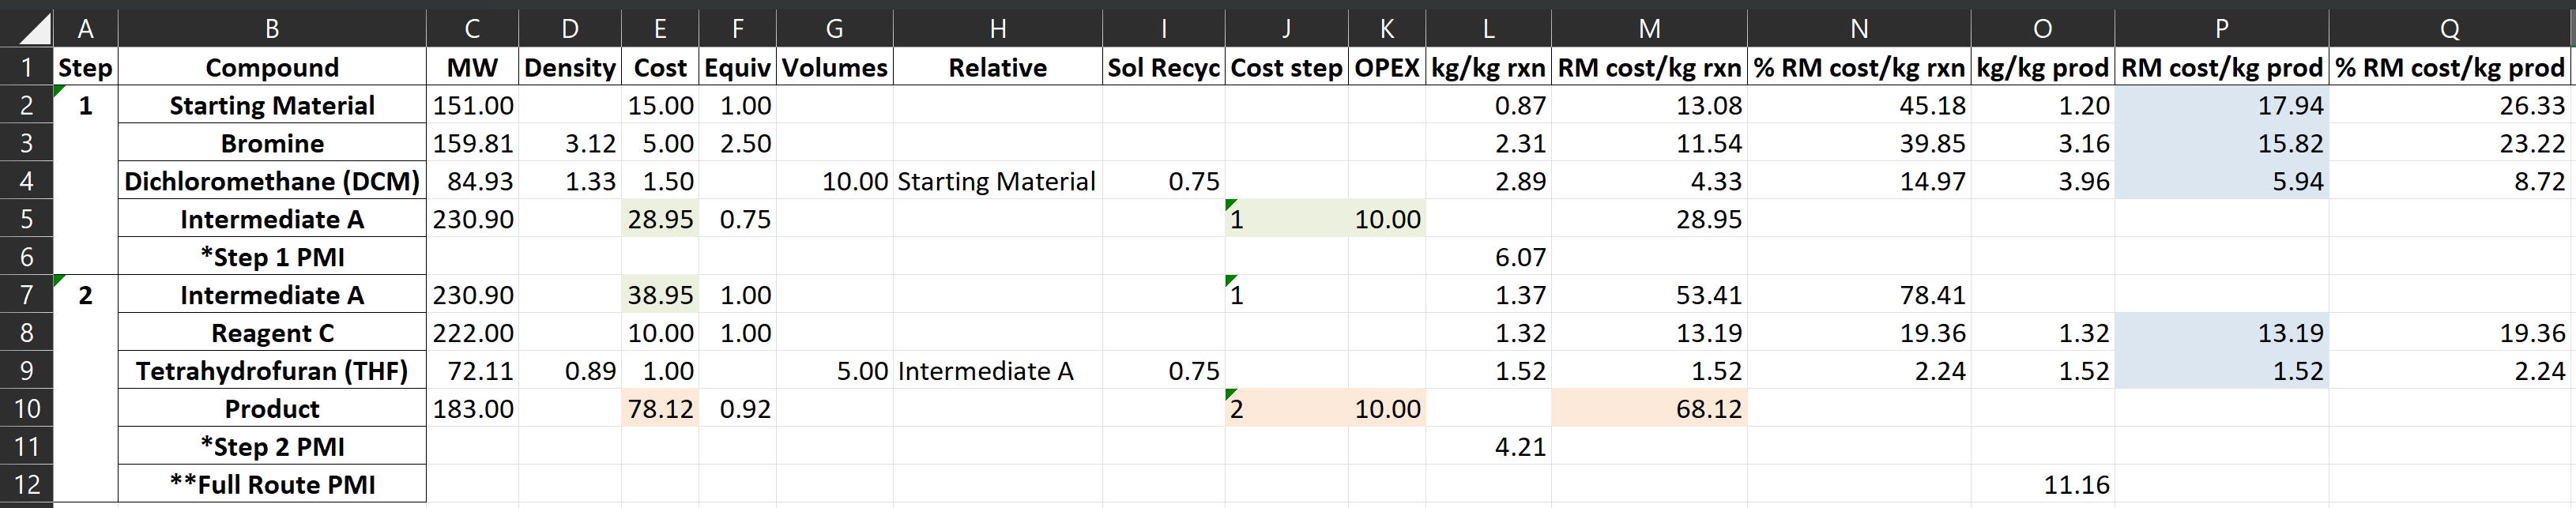 A B C D E F G H I J K L M N O P Q
1 Step Compound MW Density Cost Equiv Volumes Relative Sol Recyc Cost step OPEX kg/kg rxn RM cost/kg rxn % RM cost/kg rxn kg/kg prod RM cost/kg prod % RM cost/kg prod
2 1 Starting Material 151.00 15.00 1.00 0.87 13.08 45.18 1.20 17.94 26.33
3 Bromine 159.81 3.12 5.00 2.50 2.31 11.54 39.85 3.16 15.82 23.22
4 Dichloromethane (DCM) 84.93 1.33 1.50 10.00 Starting Material 0.75 2.89 4.33 14.97 3.96 5.94 8.72
5 Intermediate A 230.90 28.95 0.75 1 10.00 28.95
6 *Step 1 PMI 6.07
7 2 Intermediate A 230.90 38.95 1.00 1 1.37 53.41 78.41
8 Reagent C 222.00 10.00 1.00 1.32 13.19 19.36 1.32 13.19 19.36
9 Tetrahydrofuran (THF) 72.11 0.89 1.00 5.00 Intermediate A 0.75 1.52 1.52 2.24 1.52 1.52 2.24
10 Product 183.00 78.12 0.92 2 10.00 68.12
11 *Step 2 PMI 4.21
12 **Full Route PMI 11.16